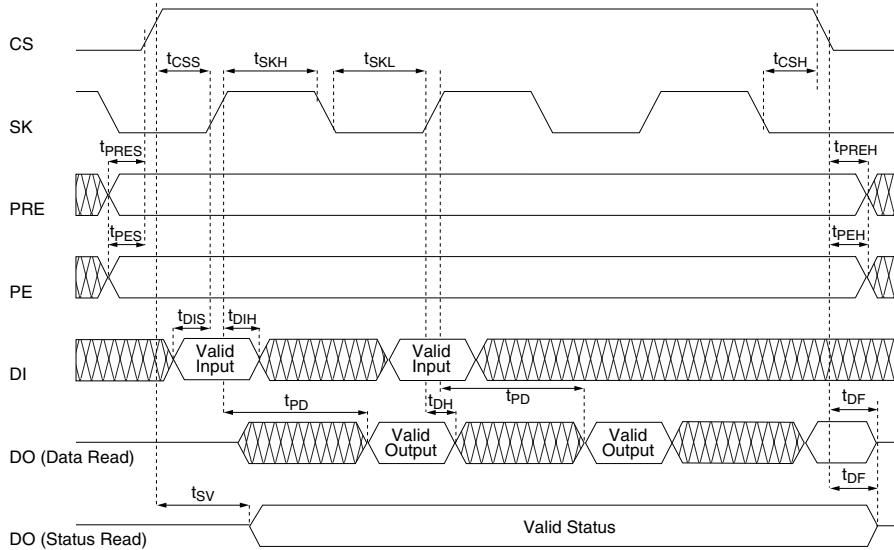 CS
tCSS
tSKH
tSKL
tCSH
SK
tPRES
tPREH
PRE
tPES
tPEH
PE
tDIS
tDIH
DI
Valid
Input
Valid
Input
tPD
tDH
tPD
tDF
DO (Data Read)
Valid
Output
Valid
Output
tDF
tSV
DO (Status Read)
Valid Status